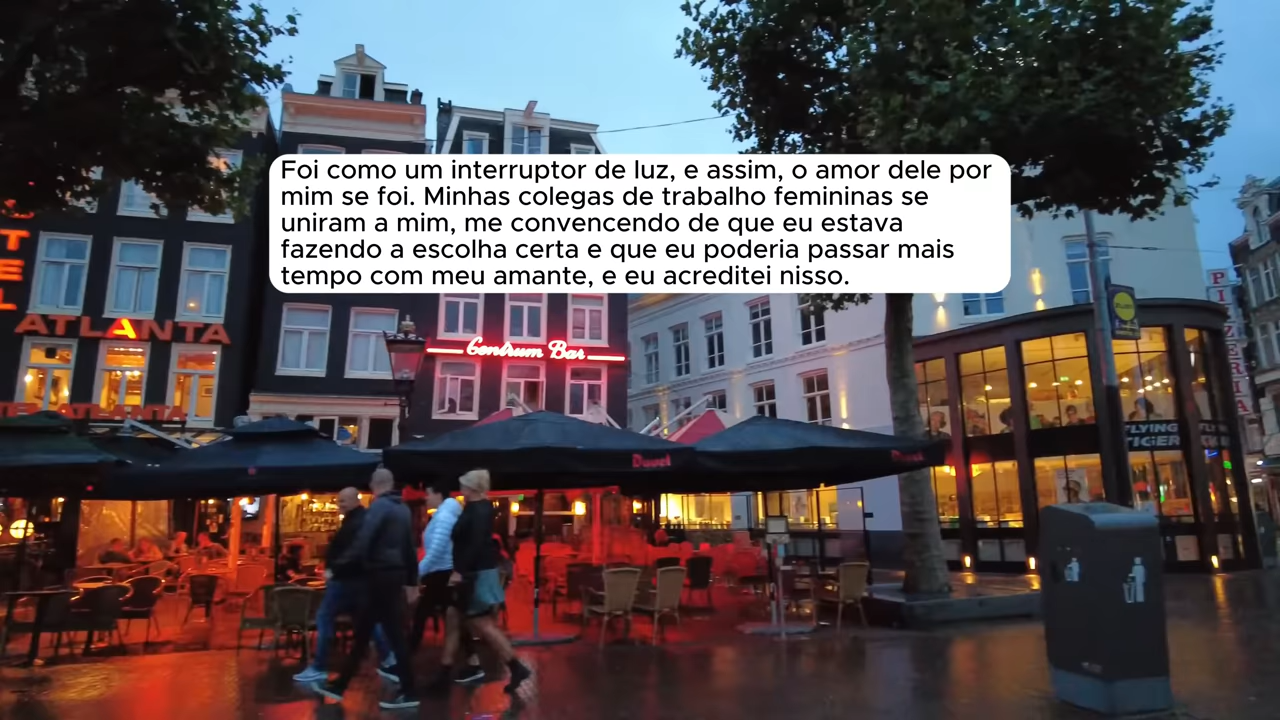 Foi como um interruptor de luz, e assim, o amor dele por
mim se foi. Minhas colegas de trabalho femininas se
uniram a mim, me convencendo de que eu estava
fazendo a escolha certa e que eu poderia passar mais
tempo com meu amante, e eu acreditei nisso.
ATLANTA
Centrum Bar
ATLANTA
Duvel
FLYING
TIGER
PIZZERIA